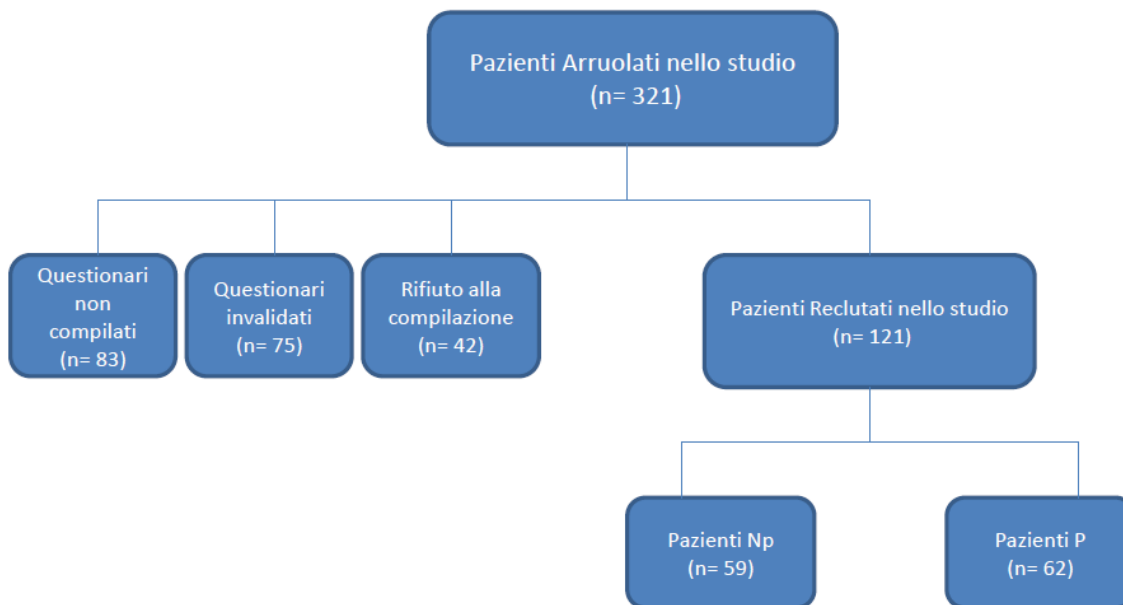 Pazienti Arruolati nello studio
(n= 321)
Questionari
non
compilati
(n= 83)
Questionari
invalidati
(n= 75)
Rifiuto alla
compilazione
(n= 42)
Pazienti Reclutati nello studio
(n= 121)
Pazienti Np
(n= 59)
Pazienti P
(n= 62)